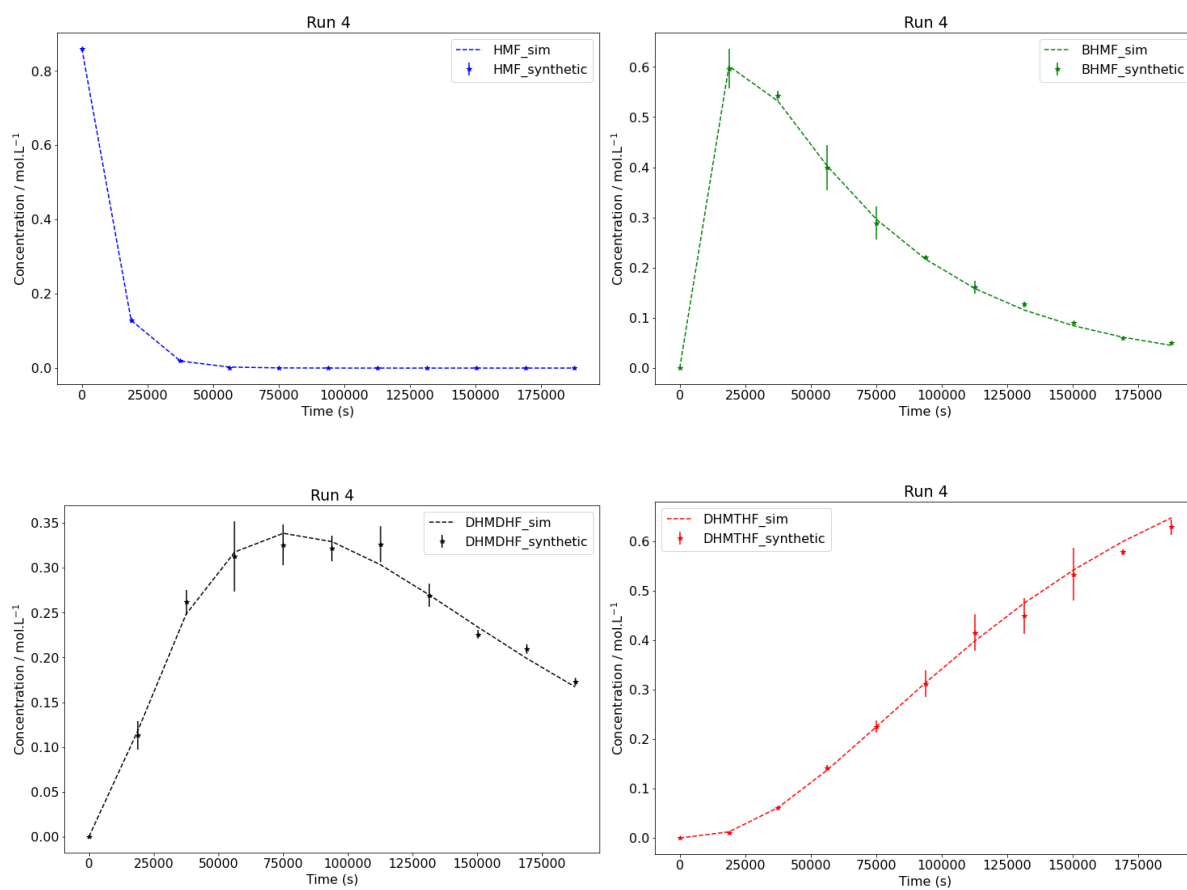 Run 4
HMF_sim
HMF_synthetic
Concentration / mol.L⁻¹
0.8
0.6
0.4
0.2
0.0
0 25000 50000 75000 100000 125000 150000 175000
Time (s)
Run 4
BHMF_sim
BHMF_synthetic
Concentration / mol.L⁻¹
0.6
0.5
0.4
0.3
0.2
0.1
0.0
0 25000 50000 75000 100000 125000 150000 175000
Time (s)
Run 4
DHMDHF_sim
DHMDHF_synthetic
Concentration / mol.L⁻¹
0.35
0.30
0.25
0.20
0.15
0.10
0.05
0.00
0 25000 50000 75000 100000 125000 150000 175000
Time (s)
Run 4
DHMTHF_sim
DHMTHF_synthetic
Concentration / mol.L⁻¹
0.6
0.5
0.4
0.3
0.2
0.1
0.0
0 25000 50000 75000 100000 125000 150000 175000
Time (s)